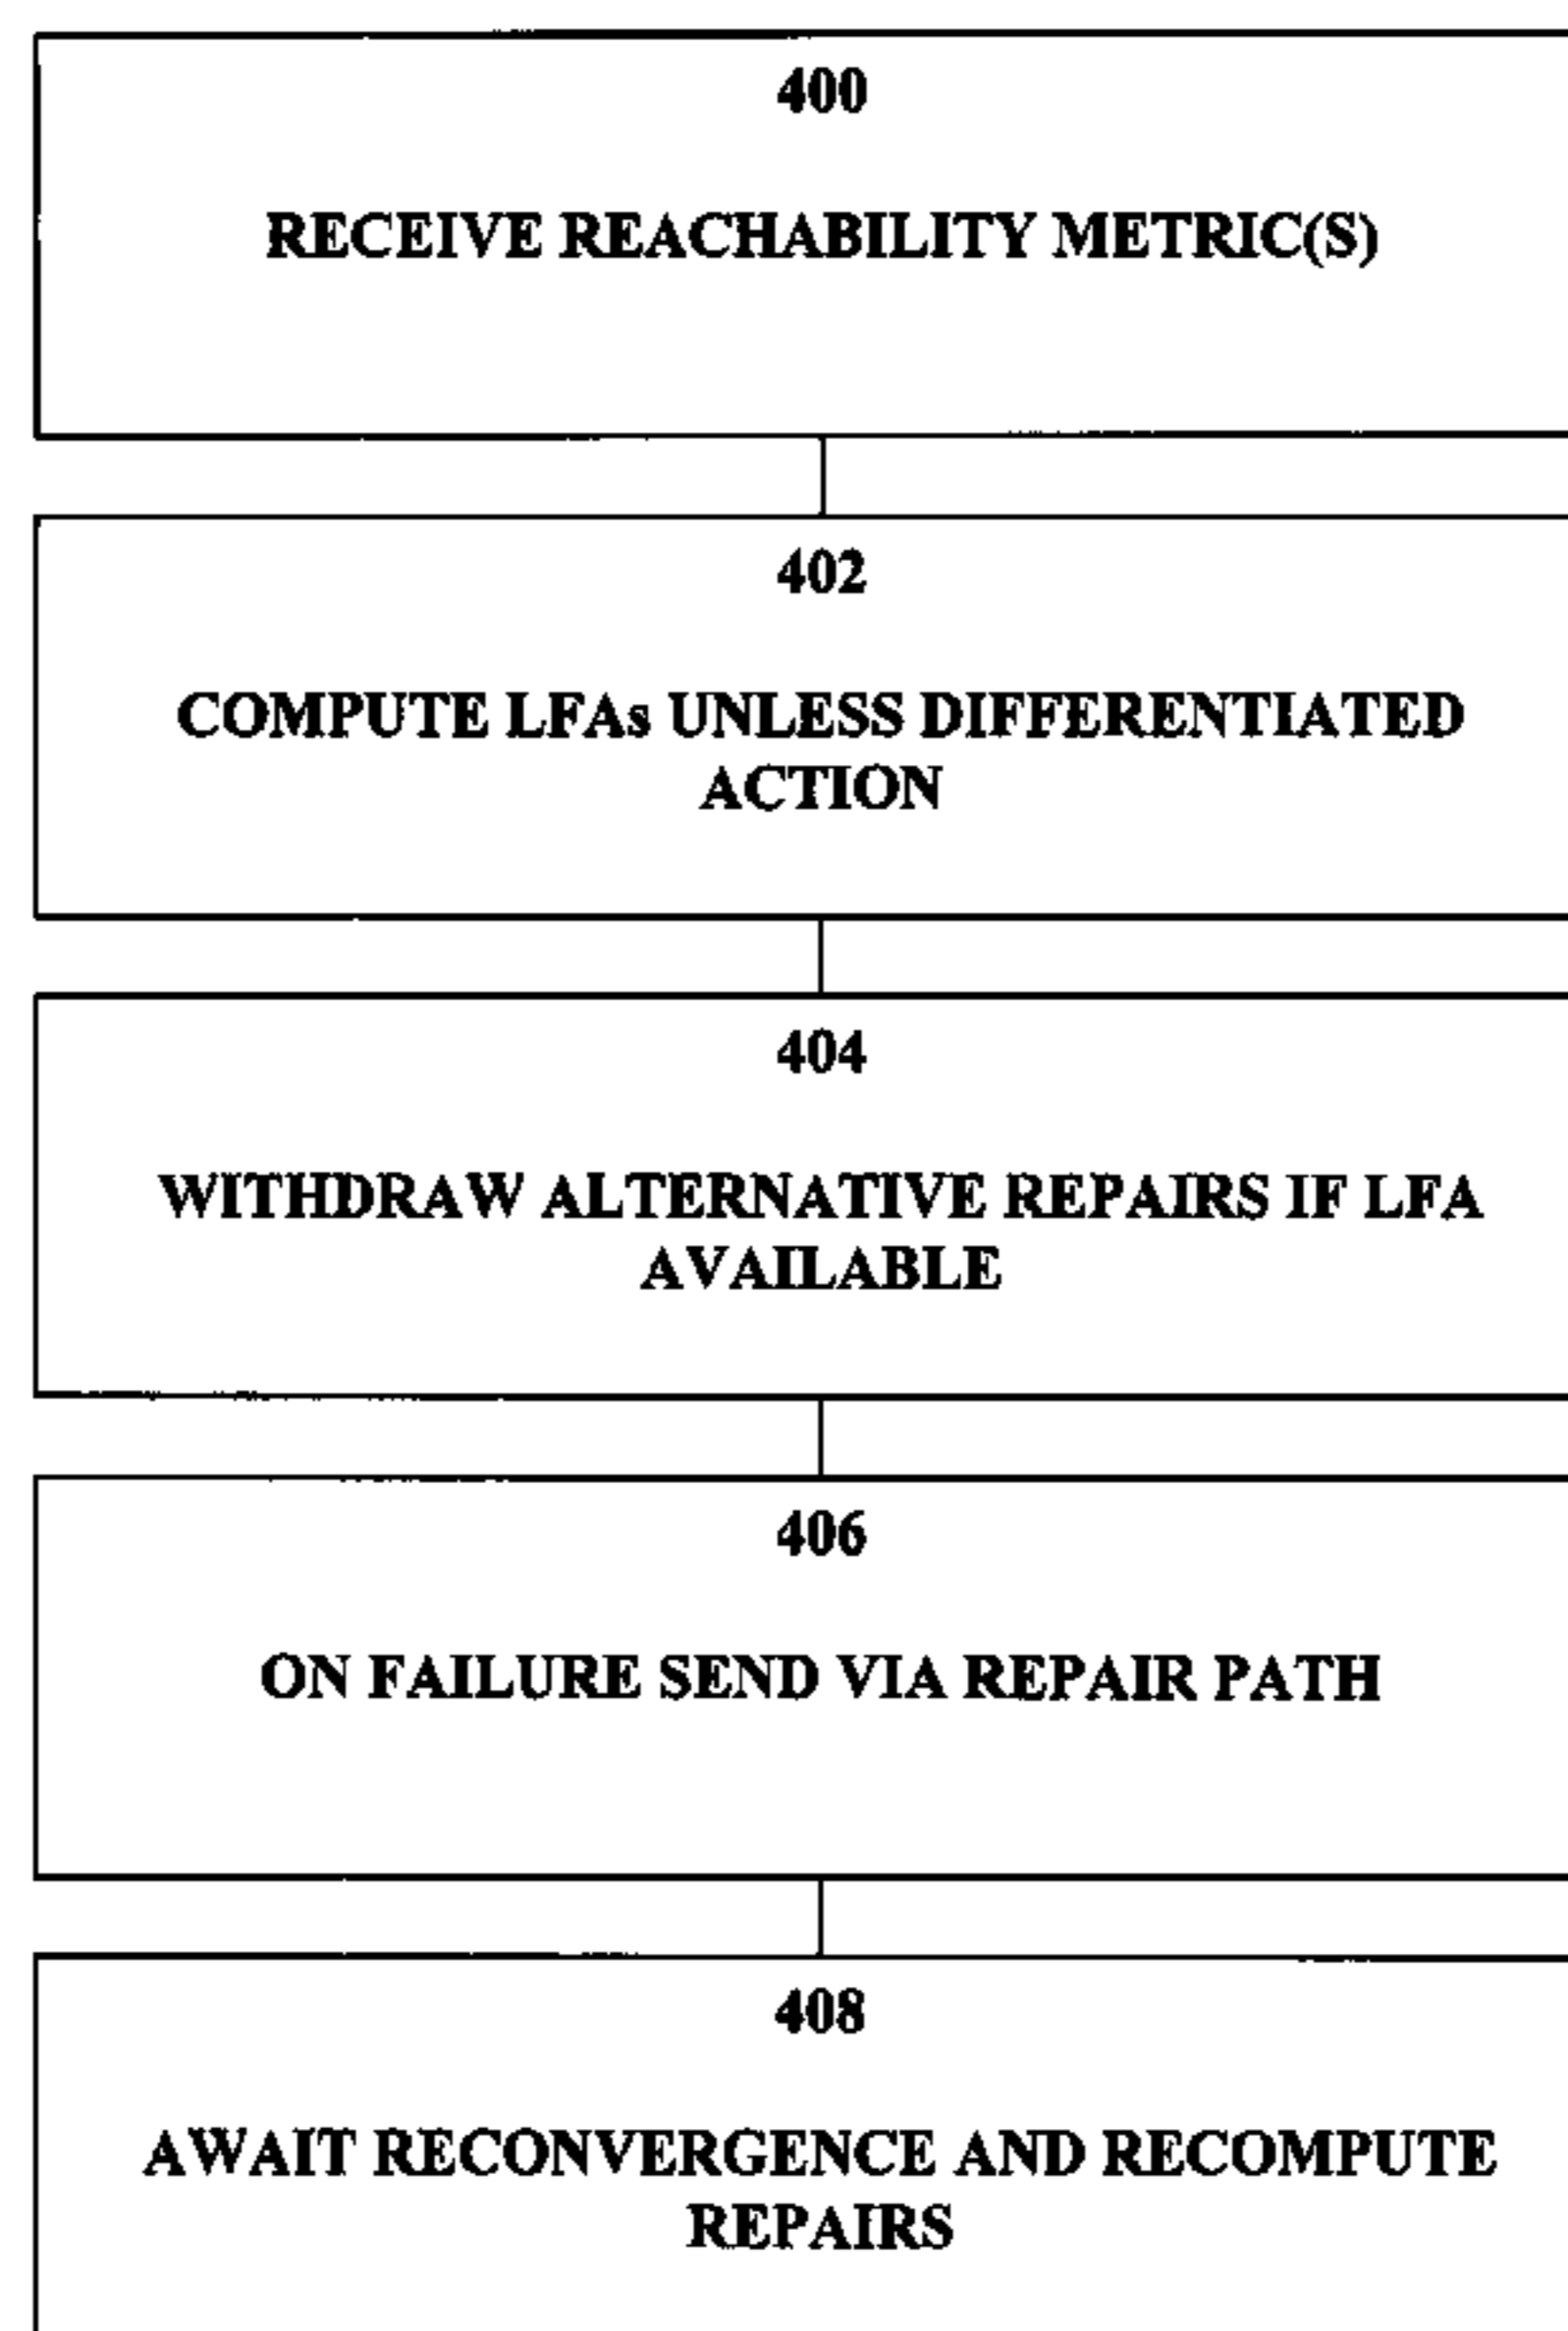 400
RECEIVE REACHABILITY METRIC(S)
402
COMPUTE LFAs UNLESS DIFFERENTIATED
ACTION
404
WITHDRAW ALTERNATIVE REPAIRS IF LFA
AVAILABLE
406
ON FAILURE SEND VIA REPAIR PATH
408
AWAIT RECONVERGENCE AND RECOMPUTE
REPAIRS